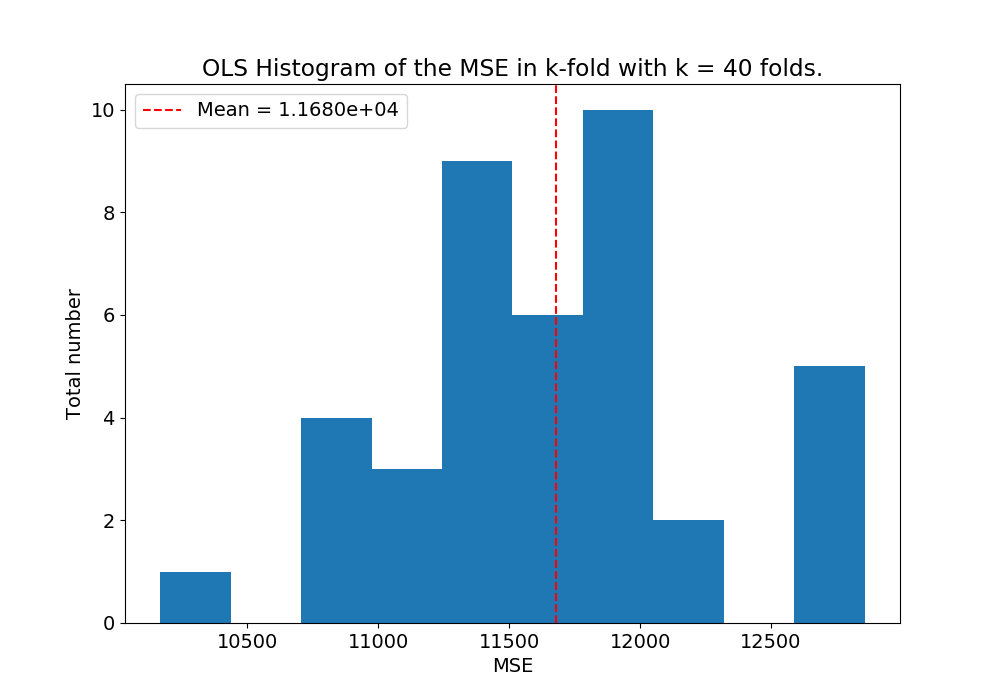 OLS Histogram of the MSE in k-fold with k = 40 folds.
Mean = 1.1680e+04
10
8
6
4
2
0
Total number
10500 11000 11500 12000 12500
MSE